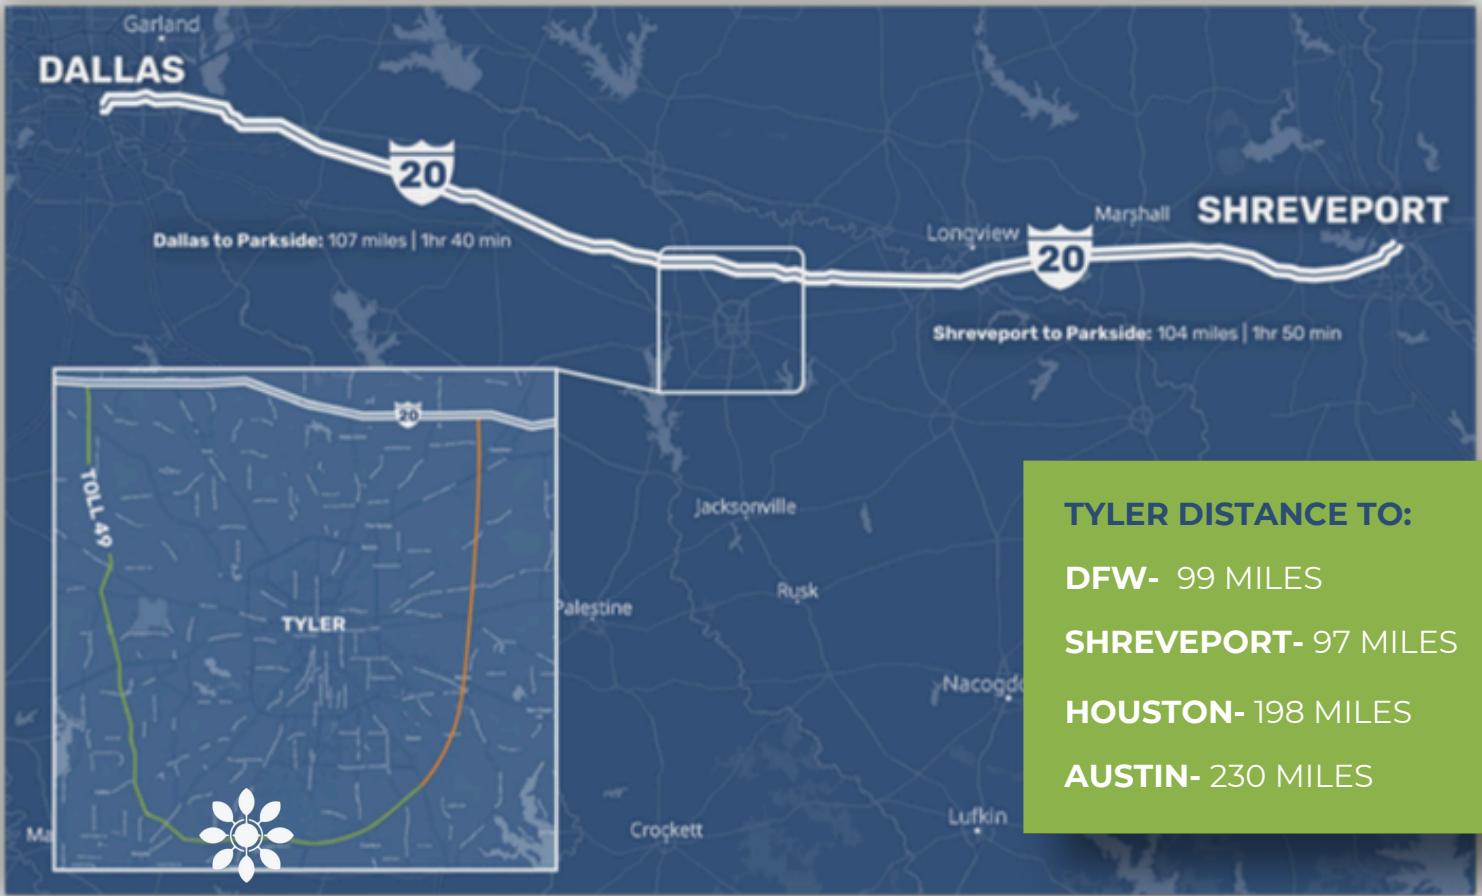 Garland
DALLAS
20
Dallas to Parkside: 107 miles | 1hr 40 min
Marshall
SHREVEPORT
Longview
20
Shreveport to Parkside: 104 miles | 1hr 50 min
20
TOLL 49
TYLER
Jacksonville
Rusk
Palestine
Nacogdo
Crockett
Lufkin
Ma
TYLER DISTANCE TO:
DFW- 99 MILES
SHREVEPORT- 97 MILES
HOUSTON- 198 MILES
AUSTIN- 230 MILES